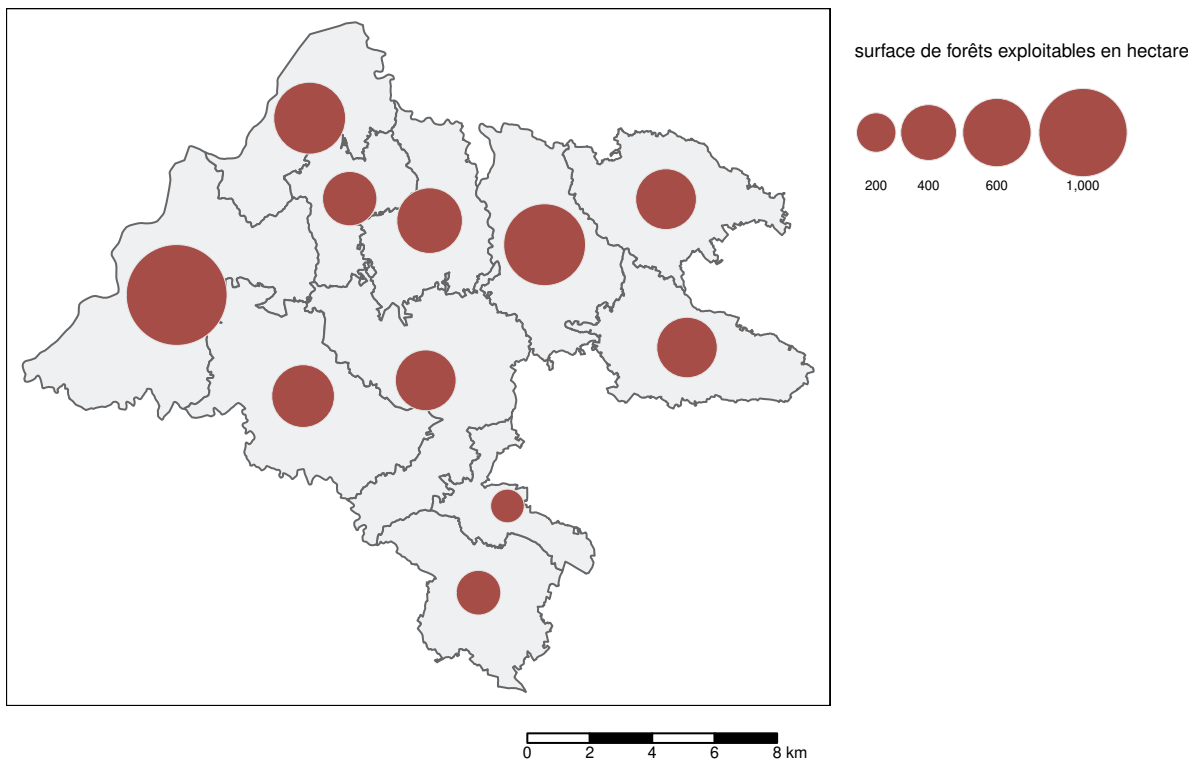 surface de forêts exploitables en hectare
200 400 600 1,000
0 2 4 6 8 km